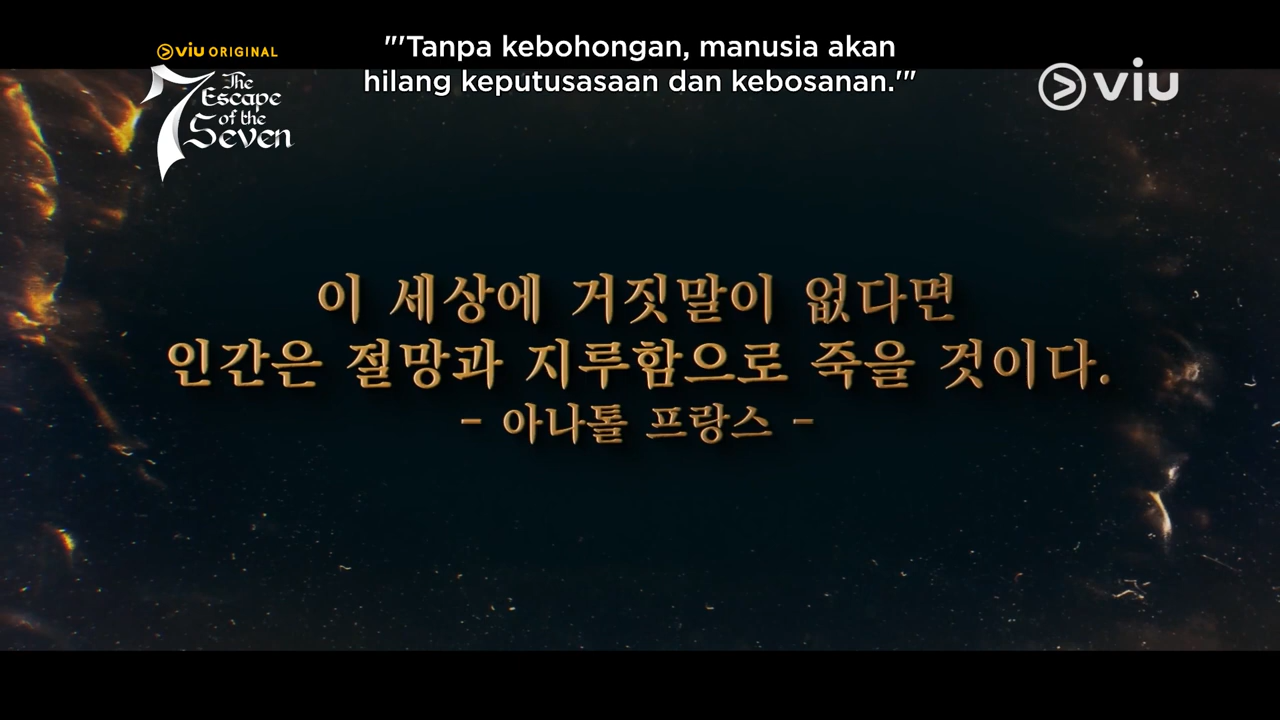 viu ORIGINAL
7 The
Escape
of the
Seven
"'Tanpa kebohongan, manusia akan
hilang keputusasaan dan kebosanan.'"
viu
이 세상에 거짓말이 없다면
인간은 절망과 지루함으로 죽을 것이다.
- 아나톨 프랑스 -